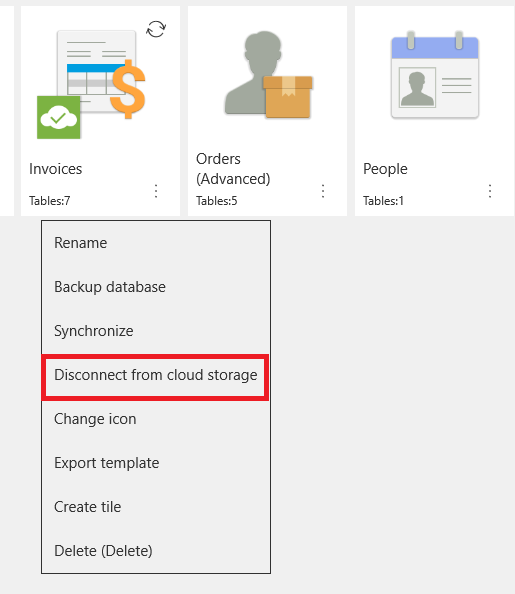 Invoices
Tables:7
Orders
(Advanced)
Tables:5
People
Tables:1
Rename
Backup database
Synchronize
Disconnect from cloud storage
Change icon
Export template
Create tile
Delete (Delete)